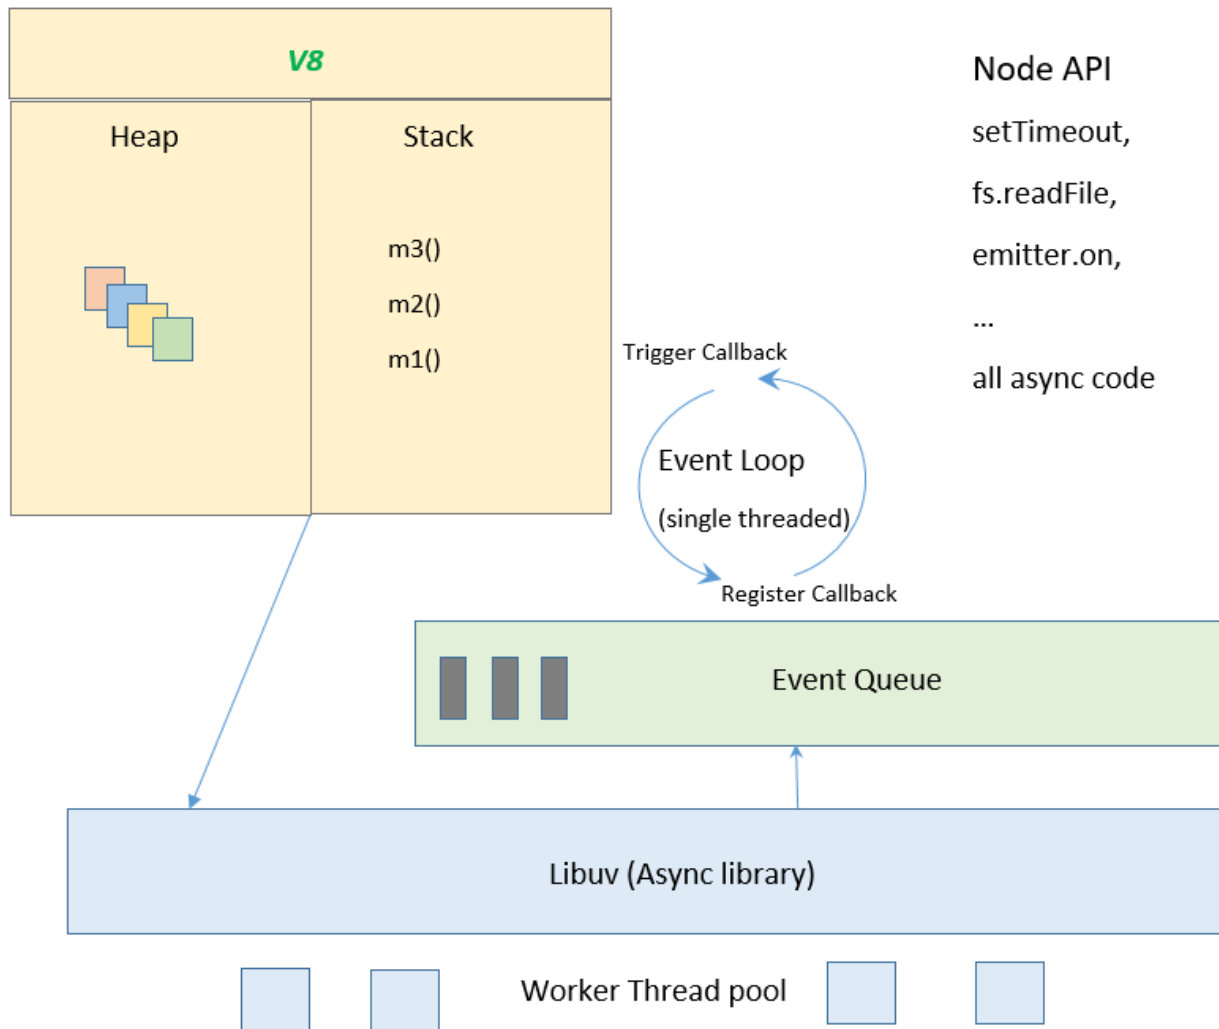 V8
Heap
Stack
m3()
m2()
m1()
Node API
setTimeout,
fs.readFile,
emitter.on,
...
all async code
Trigger Callback
Event Loop
(single threaded)
Register Callback
Event Queue
Libuv (Async library)
Worker Thread pool